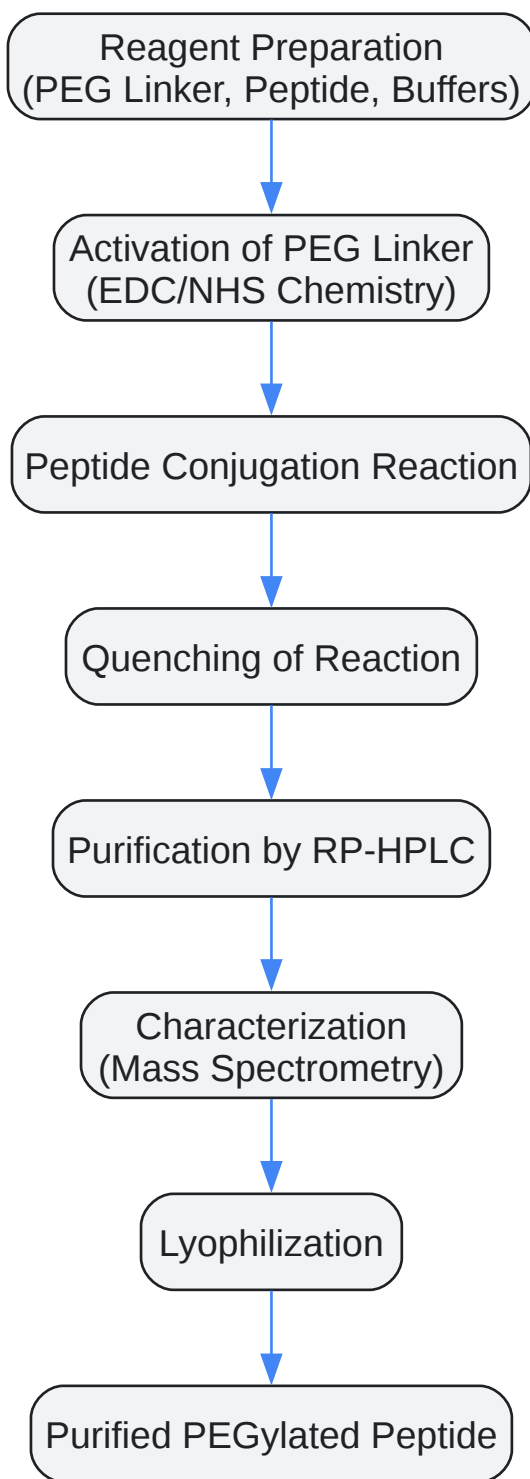 Reagent Preparation
(PEG Linker, Peptide, Buffers)
Activation of PEG Linker
(EDC/NHS Chemistry)
Peptide Conjugation Reaction
Quenching of Reaction
Purification by RP-HPLC
Characterization
(Mass Spectrometry)
Lyophilization
Purified PEGylated Peptide